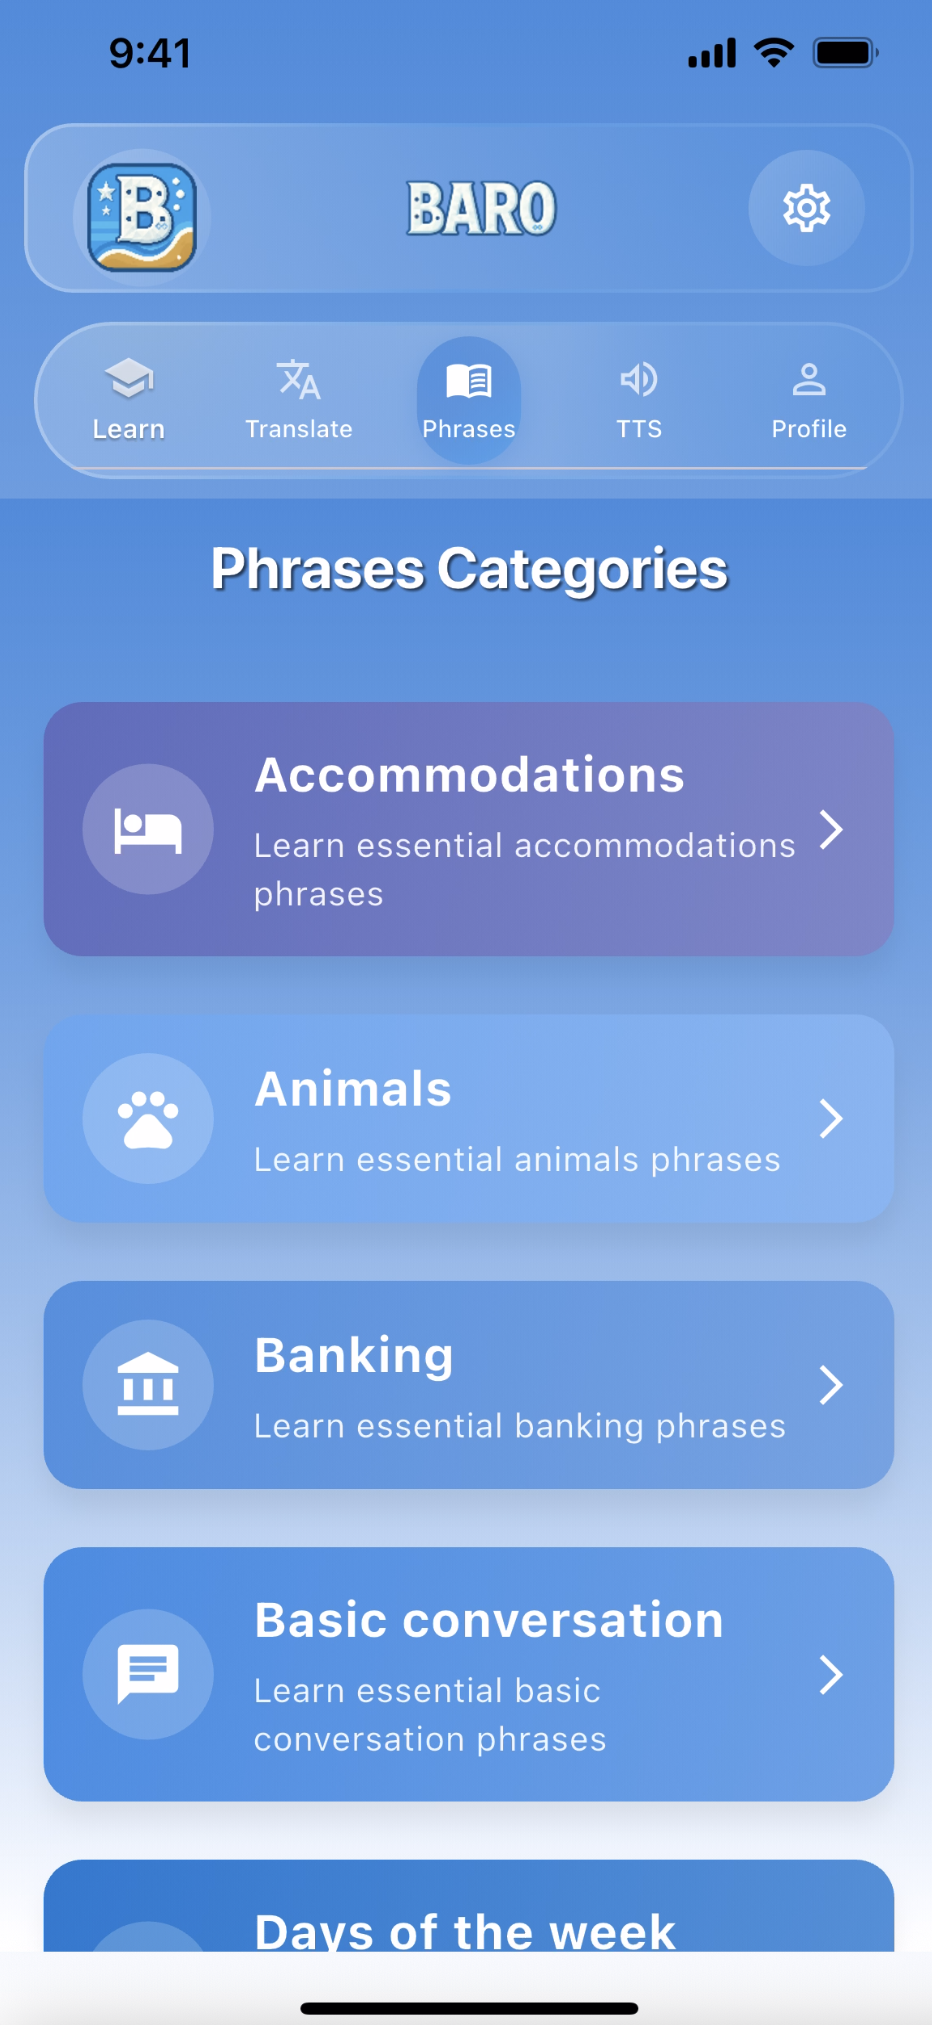 9:41
B
BARO
Learn
Translate
Phrases
TTS
Profile
Phrases Categories
Accommodations
Learn essential accommodations
phrases
Animals
Learn essential animals phrases
Banking
Learn essential banking phrases
Basic conversation
Learn essential basic
conversation phrases
Days of the week